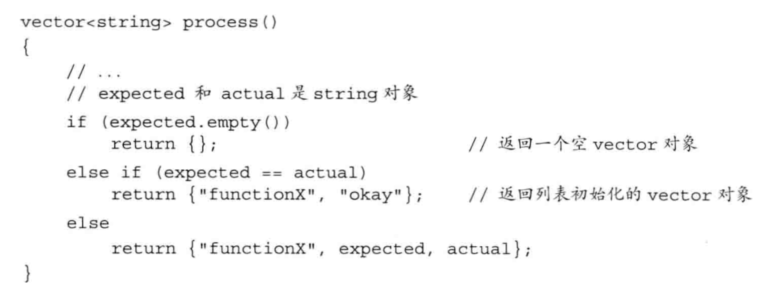 vector<string> process()
{
// ...
// expected 和 actual 是 string 对象
if (expected.empty())
return {}; // 返回一个空 vector 对象
else if (expected == actual)
return {"functionX", "okay"}; // 返回列表初始化的 vector 对象
else
return {"functionX", expected, actual};
}